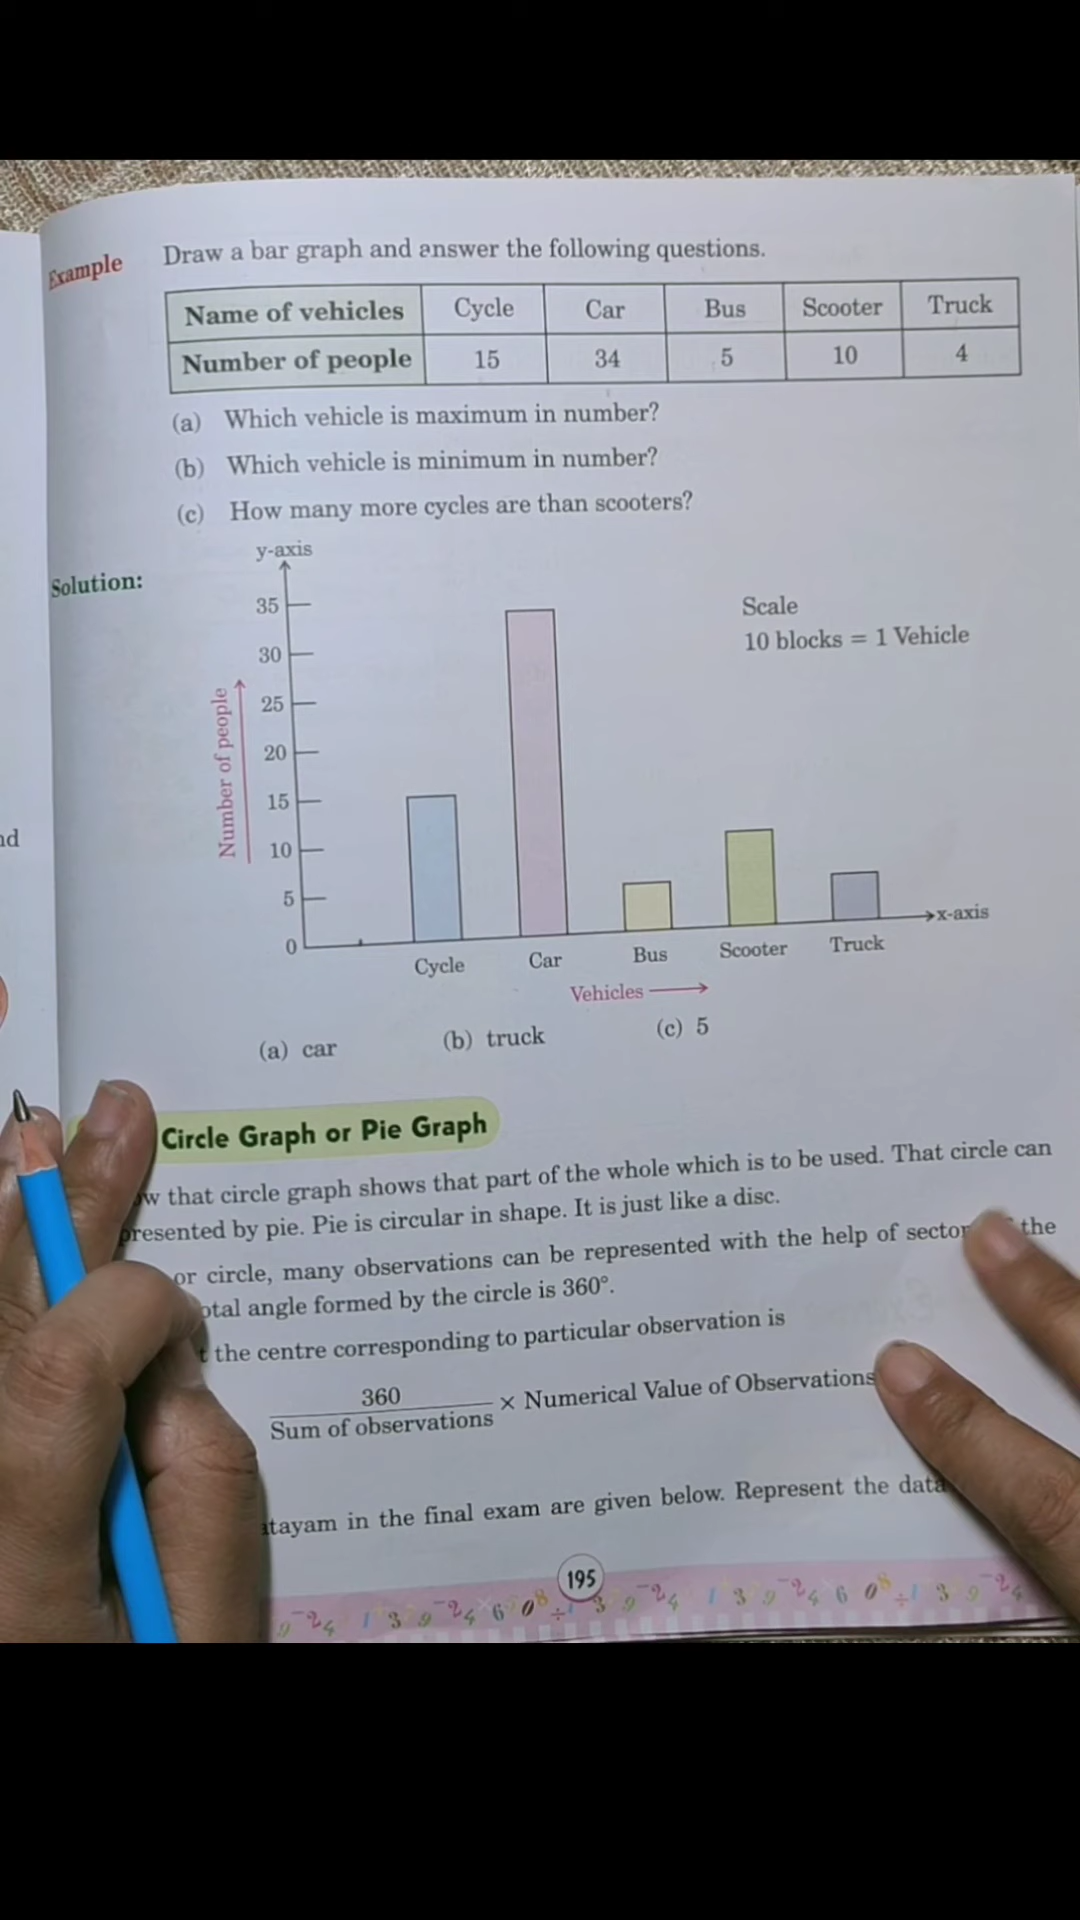 Example
Draw a bar graph and answer the following questions.
Name of vehicles Cycle Car Bus Scooter Truck
Number of people 15 34 5 10 4
(a) Which vehicle is maximum in number?
(b) Which vehicle is minimum in number?
(c) How many more cycles are than scooters?
Solution:
y-axis
35
30
25
20
15
10
5
0
Number of people
Scale
10 blocks = 1 Vehicle
x-axis
Cycle Car Bus Scooter Truck
Vehicles
(a) car (b) truck (c) 5
Circle Graph or Pie Graph
that circle graph shows that part of the whole which is to be used. That circle can
presented by pie. Pie is circular in shape. It is just like a disc.
or circle, many observations can be represented with the help of sector the
otal angle formed by the circle is 360°.
the centre corresponding to particular observation is
360
Sum of observations
× Numerical Value of Observations
atayam in the final exam are given below. Represent the data
195